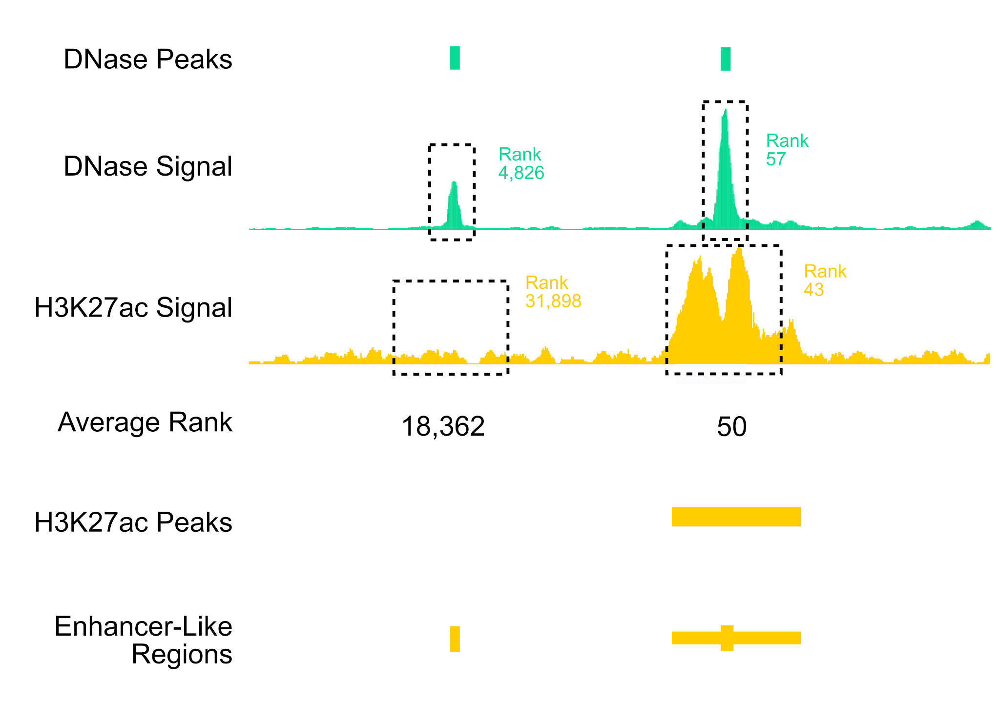 DNase Peaks
DNase Signal
Rank
4,826
Rank
57
H3K27ac Signal
Rank
31,898
Rank
43
Average Rank
18,362
50
H3K27ac Peaks
Enhancer-Like
Regions